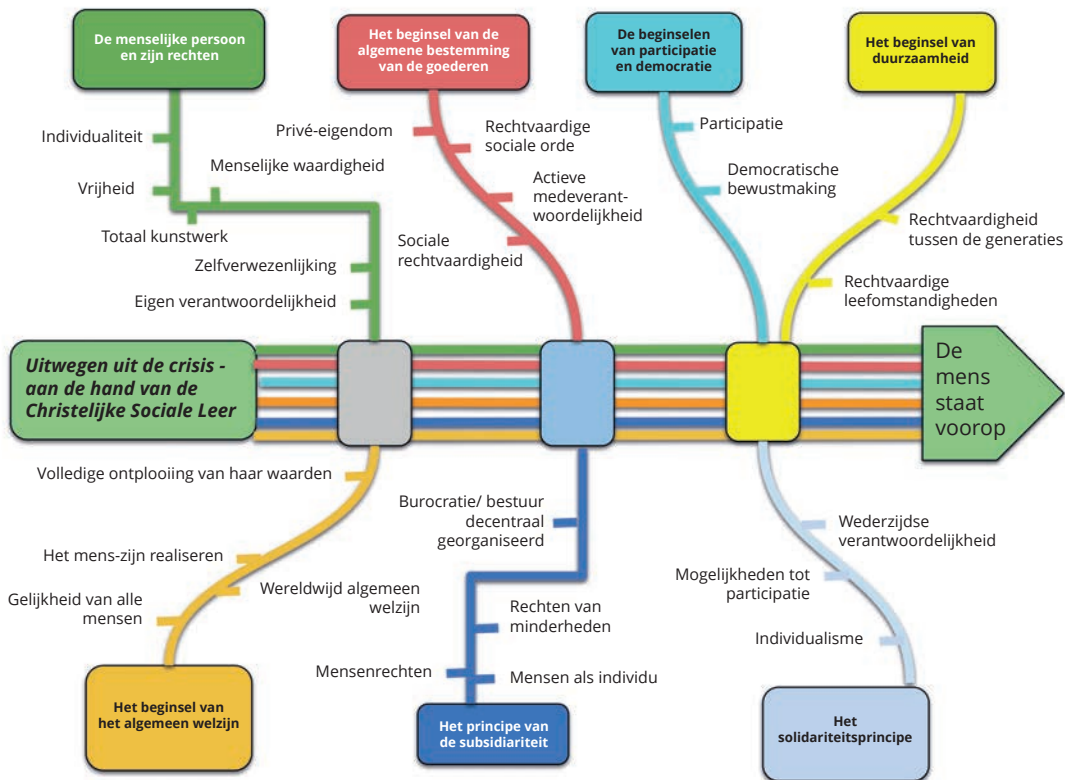 De menselijke persoon
en zijn rechten
Het beginsel van de
algemene bestemming
van de goederen
De beginselen
van participatie
en democratie
Het beginsel van
duurzaamheid
Individualiteit
Menselijke waardigheid
Vrijheid
Totaal kunstwerk
Zelfverwezenlijking
Eigen verantwoordelijkheid
Privé-eigendom
Rechtvaardige
sociale orde
Actieve
medeverant-
woordelijkheid
Sociale
rechtvaardigheid
Participatie
Democratische
bewustmaking
Rechtvaardigheid
tussen de generaties
Rechtvaardige
leefomstandigheden
Uitwegen uit de crisis -
aan de hand van de
Christelijke Sociale Leer
De
mens
staat
voorop
Volledige ontplooiing van haar waarden
Het mens-zijn realiseren
Wereldwijd algemeen
welzijn
Gelijkheid van alle
mensen
Het beginsel van
het algemeen welzijn
Burocratie/ bestuur
decentraal
georganiseerd
Rechten van
minderheden
Mensenrechten
Mensen als individu
Het principe van
de subsidiariteit
Wederzijdse
verantwoordelijkheid
Mogelijkheden tot
participatie
Individualisme
Het
solidariteitsprincipe